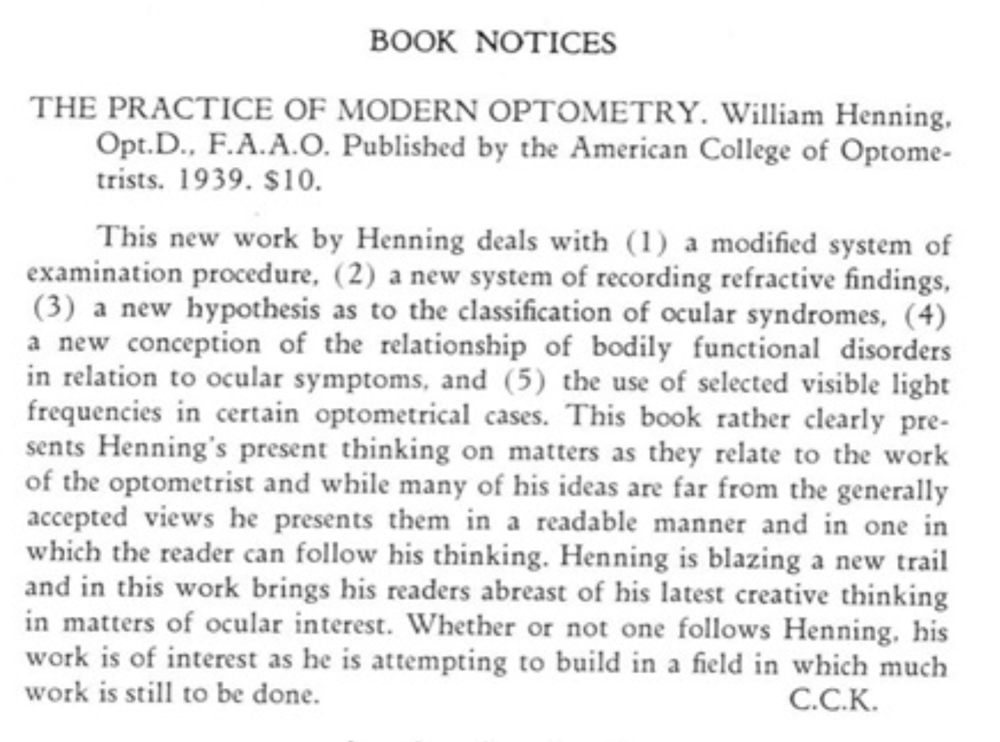 BOOK NOTICES
THE PRACTICE OF MODERN OPTOMETRY. William Henning,
Opt.D., F.A.A.O. Published by the American College of Optome-
trists. 1939. $10.
This new work by Henning deals with (1) a modified system of
examination procedure, (2) a new system of recording refractive findings,
(3) a new hypothesis as to the classification of ocular syndromes, (4)
a new conception of the relationship of bodily functional disorders
in relation to ocular symptoms, and (5) the use of selected visible light
frequencies in certain optometrical cases. This book rather clearly pre-
sents Henning's present thinking on matters as they relate to the work
of the optometrist and while many of his ideas are far from the generally
accepted views he presents them in a readable manner and in one in
which the reader can follow his thinking. Henning is blazing a new trail
and in this work brings his readers abreast of his latest creative thinking
in matters of ocular interest. Whether or not one follows Henning, his
work is of interest as he is attempting to build in a field in which much
work is still to be done. C.C.K.